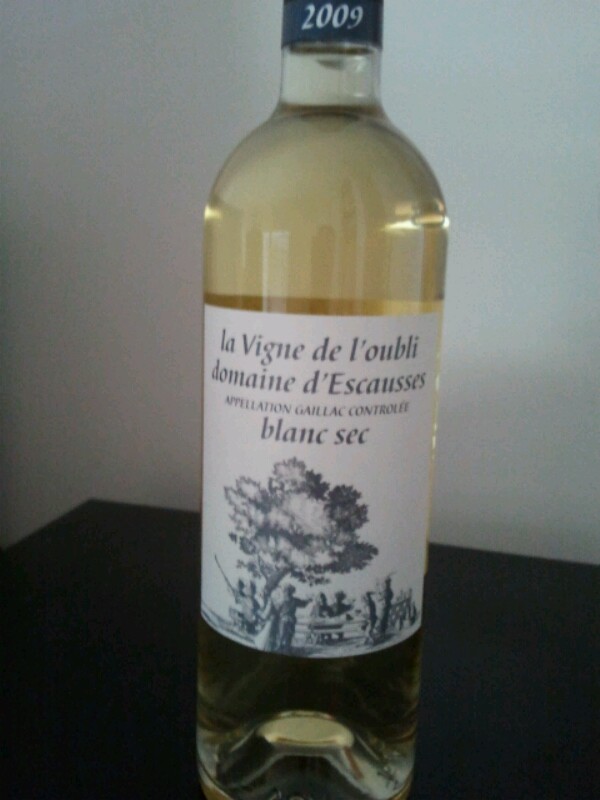 2009
la Vigne de l'oubli
domaine d'Escausses
APPELLATION GAILLAC CONTROLÉE
blanc sec